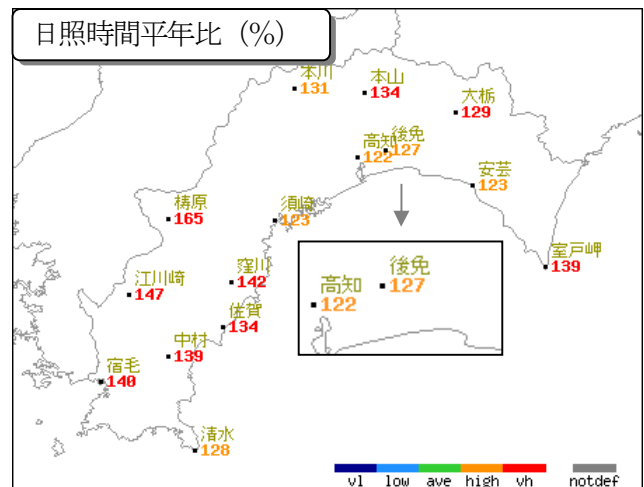 日照時間平年比（%）
本川
131
本山
134
大栃
129
高知
122
後免
127
安芸
123
梼原
165
須崎
123
室戸岬
139
窪川
142
江川崎
147
佐賀
134
中村
139
宿毛
140
清水
128
後免
127
高知
122
vl low ave high vh notdef